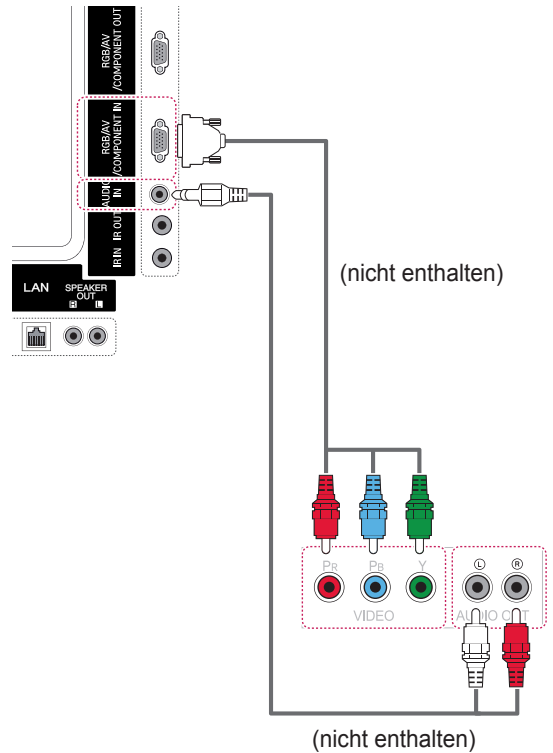 RGB/AV
/COMPONENT OUT
RGB/AV
/COMPONENT IN
AUDIO
IN
IR OUT
IR IN
LAN
SPEAKER
OUT
R L
(nicht enthalten)
PR PB Y
VIDEO
L R
AUDIO OUT
(nicht enthalten)